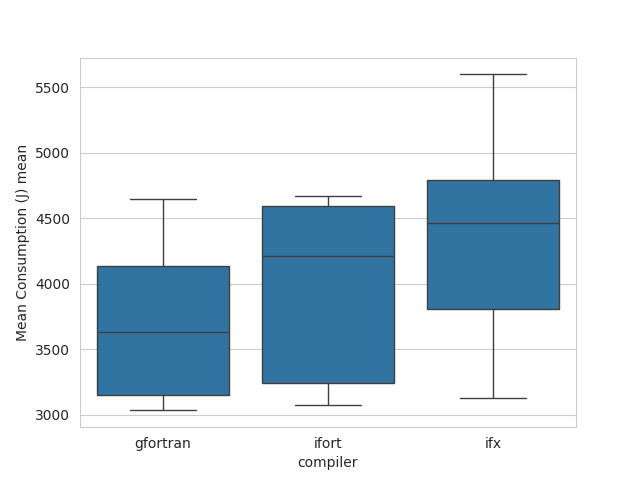 Mean Consumption (J) mean
5500
5000
4500
4000
3500
3000
gfortran
ifort
ifx
compiler